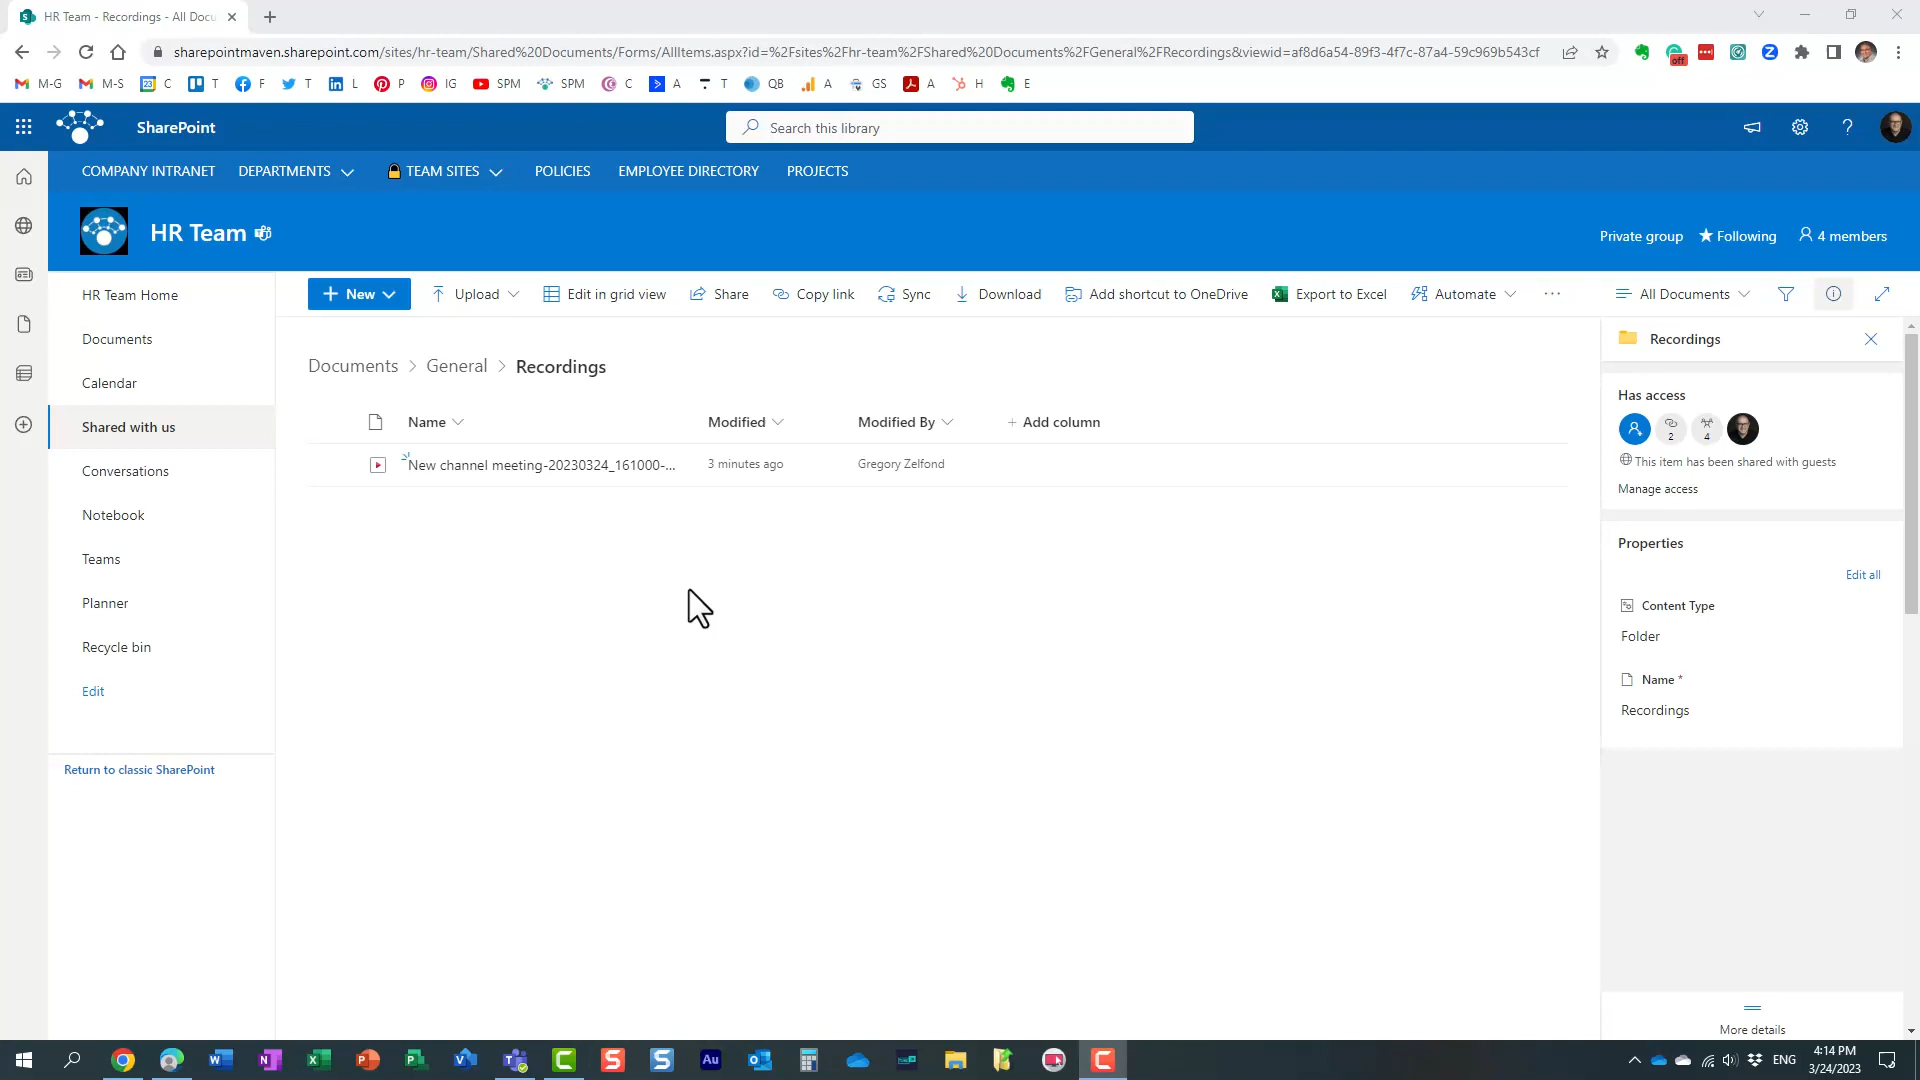 HR Team - Recordings - All Docu
sharepointmaven.sharepoint.com/sites/hr-team/Shared%20Documents/Forms/AllItems.aspx?id=%2Fsites%2Fhr-team%2FShared%20Documents%2FGeneral%2FRecordings&viewid=af8d6a54-89f3-4f7c-87a4-59c969b543cf
off
M-G M-S 23 C T F T L P IG SPM SPM C A T QB A GS A H E
SharePoint
Search this library
COMPANY INTRANET DEPARTMENTS TEAM SITES POLICIES EMPLOYEE DIRECTORY PROJECTS
HR Team
Private group Following 4 members
HR Team Home
Documents
Calendar
Shared with us
Conversations
Notebook
Teams
Planner
Recycle bin
Edit
Return to classic SharePoint
+ New Upload Edit in grid view Share Copy link Sync Download Add shortcut to OneDrive Export to Excel Automate ... All Documents
Documents > General > Recordings
Name Modified Modified By + Add column
New channel meeting-20230324_161000-... 3 minutes ago Gregory Zelfond
Recordings
Has access
2 4
This item has been shared with guests
Manage access
Properties
Edit all
Content Type
Folder
Name *
Recordings
More details
Au
ENG
4:14 PM
3/24/2023